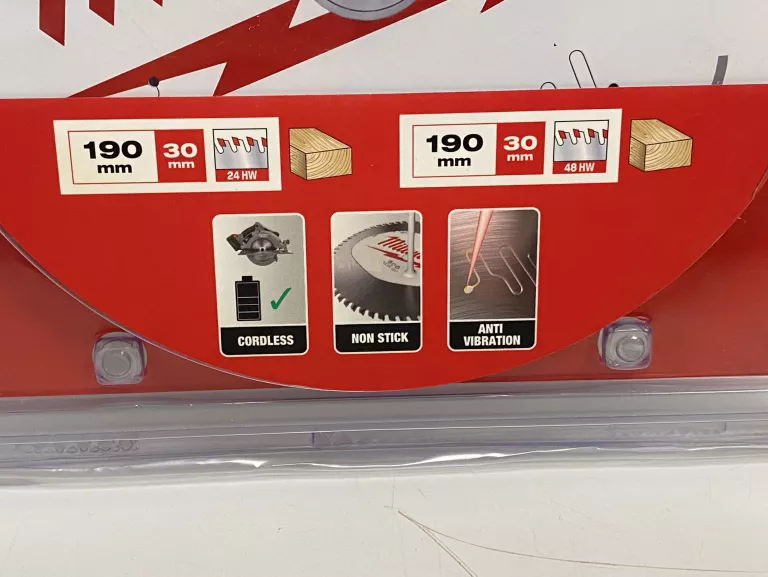 190 mm
30 mm
24 HW
190 mm
30 mm
48 HW
CORDLESS
NON STICK
ANTI
VIBRATION